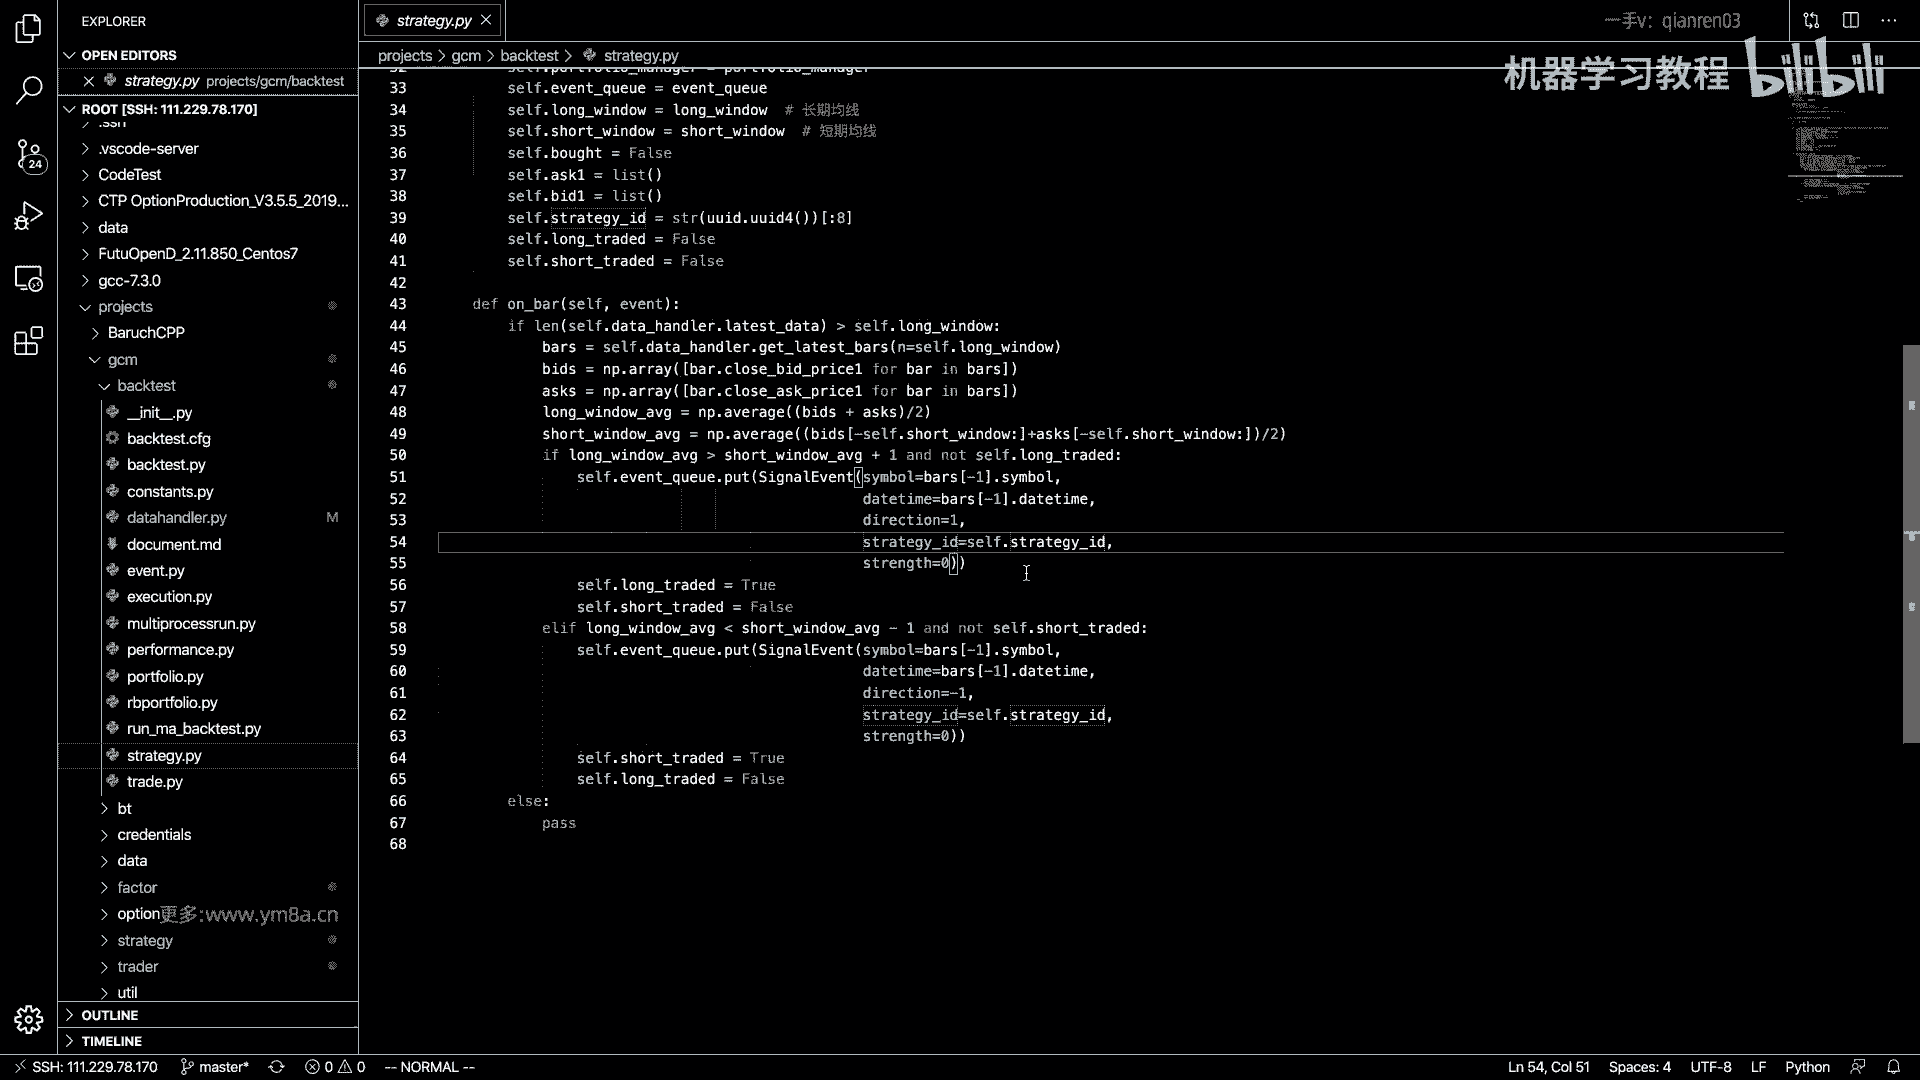 EXPLORER
OPEN EDITORS
strategy.py projects/gcm/backtest
ROOT [SSH: 111.229.78.170]
.ssh
.vscode-server
CodeTest
CTP OptionProduction_V3.5.5_2019...
data
FutuOpenD_2.11.850_Centos7
gcc-7.3.0
projects
BaruchCPP
gcm
backtest
__init__.py
backtest.cfg
backtest.py
constants.py
datahandler.py M
document.md
event.py
execution.py
multiprocessrun.py
performance.py
portfolio.py
rbportfolio.py
run_ma_backtest.py
strategy.py
trade.py
bt
credentials
data
factor
option
更多:www.ym8a.cn
strategy
trader
util
OUTLINE
TIMELINE
24
strategy.py
一手v: qianren03
机器学习教程 bilibili
projects > gcm > backtest > strategy.py
32 self.portfolio_manager = portfolio_manager
33 self.event_queue = event_queue
34 self.long_window = long_window # 长期均线
35 self.short_window = short_window # 短期均线
36 self.bought = False
37 self.ask1 = list()
38 self.bid1 = list()
39 self.strategy_id = str(uuid.uuid4())[:8]
40 self.long_traded = False
41 self.short_traded = False
42
43 def on_bar(self, event):
44 if len(self.data_handler.latest_data) > self.long_window:
45 bars = self.data_handler.get_latest_bars(n=self.long_window)
46 bids = np.array([bar.close_bid_price1 for bar in bars])
47 asks = np.array([bar.close_ask_price1 for bar in bars])
48 long_window_avg = np.average((bids + asks)/2)
49 short_window_avg = np.average((bids[-self.short_window:]+asks[-self.short_window:])/2)
50 if long_window_avg > short_window_avg + 1 and not self.long_traded:
51 self.event_queue.put(SignalEvent(symbol=bars[-1].symbol,
52 datetime=bars[-1].datetime,
53 direction=1,
54 strategy_id=self.strategy_id,
55 strength=0))
56 self.long_traded = True
57 self.short_traded = False
58 elif long_window_avg < short_window_avg - 1 and not self.short_traded:
59 self.event_queue.put(SignalEvent(symbol=bars[-1].symbol,
60 datetime=bars[-1].datetime,
61 direction=-1,
62 strategy_id=self.strategy_id,
63 strength=0))
64 self.short_traded = True
65 self.long_traded = False
66 else:
67 pass
68
SSH: 111.229.78.170 master* 0 0 -- NORMAL -- Ln 54, Col 51 Spaces: 4 UTF-8 LF Python